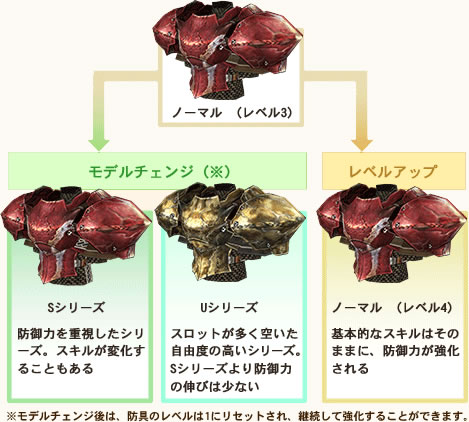 ノーマル （レベル3）
モデルチェンジ（※）
レベルアップ
Sシリーズ
防御力を重視したシリ
ーズ。スキルが変化す
ることもある
Uシリーズ
スロットが多く空いた
自由度の高いシリーズ。
Sシリーズより防御力
の伸びは少ない
ノーマル （レベル4）
基本的なスキルはその
ままに、防御力が強化
される
※モデルチェンジ後は、防具のレベルは1にリセットされ、継続して強化することができます。